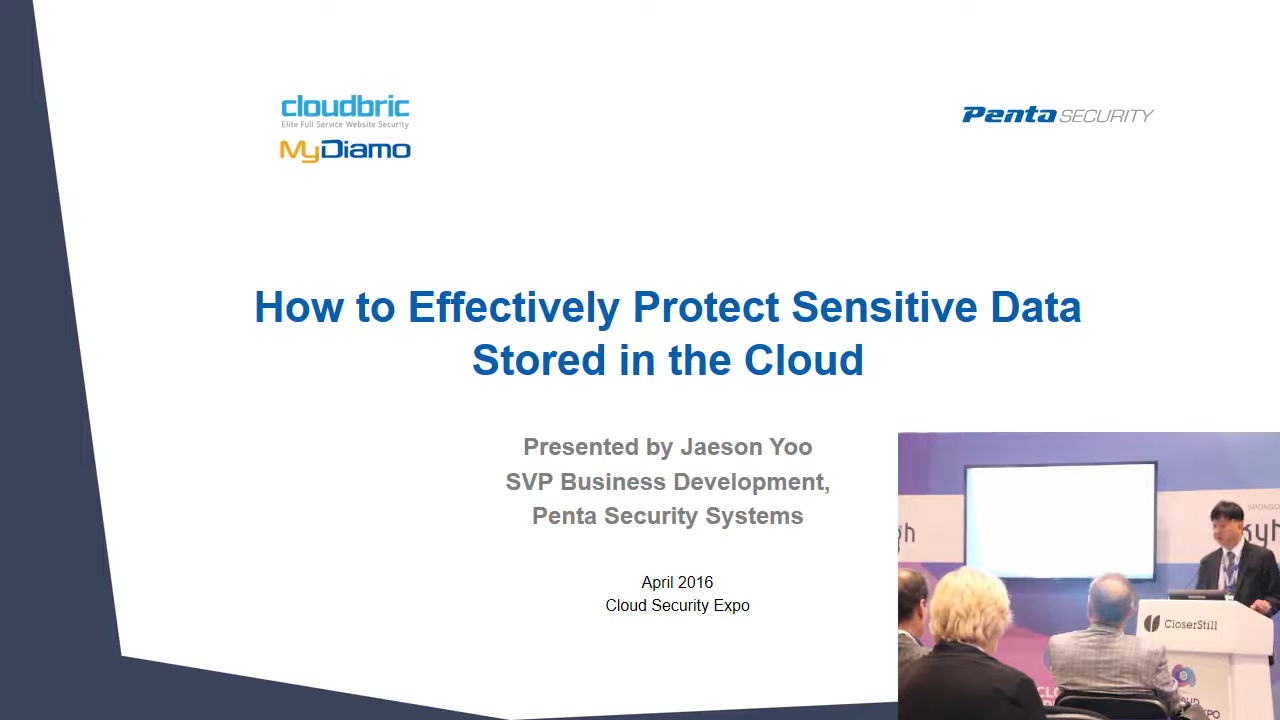 cloudbric
Elite Full Service Website Security
MyDiamo
Penta SECURITY
How to Effectively Protect Sensitive Data
Stored in the Cloud
Presented by Jaeson Yoo
SVP Business Development,
Penta Security Systems
April 2016
Cloud Security Expo
CloserStill